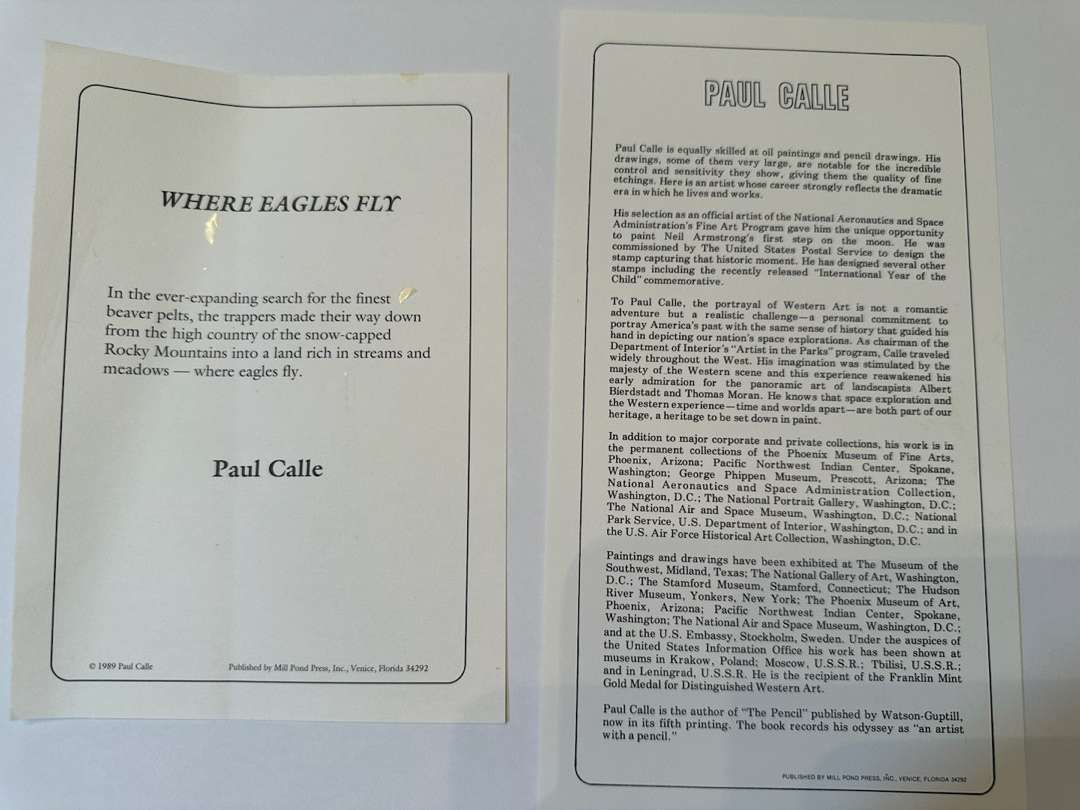 WHERE EAGLES FLY
In the ever-expanding search for the finest
beaver pelts, the trappers made their way down
from the high country of the snow-capped
Rocky Mountains into a land rich in streams and
meadows — where eagles fly.
Paul Calle
© 1989 Paul Calle
Published by Mill Pond Press, Inc., Venice, Florida 34292
PAUL CALLE
Paul Calle is equally skilled at oil paintings and pencil drawings. His
drawings, some of them very large, are notable for the incredible
control and sensitivity they show, giving them the quality of fine
etchings. Here is an artist whose career strongly reflects the dramatic
era in which he lives and works.
His selection as an official artist of the National Aeronautics and Space
Administration's Fine Art Program gave him the unique opportunity
to paint Neil Armstrong's first step on the moon. He was
commissioned by The United States Postal Service to design the
stamp capturing that historic moment. He has designed several other
stamps including the recently released "International Year of the
Child" commemorative.
To Paul Calle, the portrayal of Western Art is not a romantic
adventure but a realistic challenge—a personal commitment to
portray America's past with the same sense of history that guided his
hand in depicting our nation's space explorations. As chairman of the
Department of Interior's "Artist in the Parks" program, Calle traveled
widely throughout the West. His imagination was stimulated by the
majesty of the Western scene and this experience reawakened his
early admiration for the panoramic art of landscapists Albert
Bierdstadt and Thomas Moran. He knows that space exploration and
the Western experience—time and worlds apart—are both part of our
heritage, a heritage to be set down in paint.
In addition to major corporate and private collections, his work is in
the permanent collections of the Phoenix Museum of Fine Arts,
Phoenix, Arizona; Pacific Northwest Indian Center, Spokane,
Washington; George Phippen Museum, Prescott, Arizona; The
National Aeronautics and Space Administration Collection,
Washington, D.C.; The National Portrait Gallery, Washington, D.C.;
The National Air and Space Museum, Washington, D.C.; National
Park Service, U.S. Department of Interior, Washington, D.C.; and in
the U.S. Air Force Historical Art Collection, Washington, D.C.
Paintings and drawings have been exhibited at The Museum of the
Southwest, Midland, Texas; The National Gallery of Art, Washington,
D.C.; The Stamford Museum, Stamford, Connecticut; The Hudson
River Museum, Yonkers, New York; The Phoenix Museum of Art,
Phoenix, Arizona; Pacific Northwest Indian Center, Spokane,
Washington; The National Air and Space Museum, Washington, D.C.;
and at the U.S. Embassy, Stockholm, Sweden. Under the auspices of
the United States Information Office his work has been shown at
museums in Krakow, Poland; Moscow, U.S.S.R.; Tbilisi, U.S.S.R.;
and in Leningrad, U.S.S.R. He is the recipient of the Franklin Mint
Gold Medal for Distinguished Western Art.
Paul Calle is the author of "The Pencil" published by Watson-Guptill,
now in its fifth printing. The book records his odyssey as "an artist
with a pencil."
PUBLISHED BY MILL POND PRESS, INC., VENICE, FLORIDA 34292